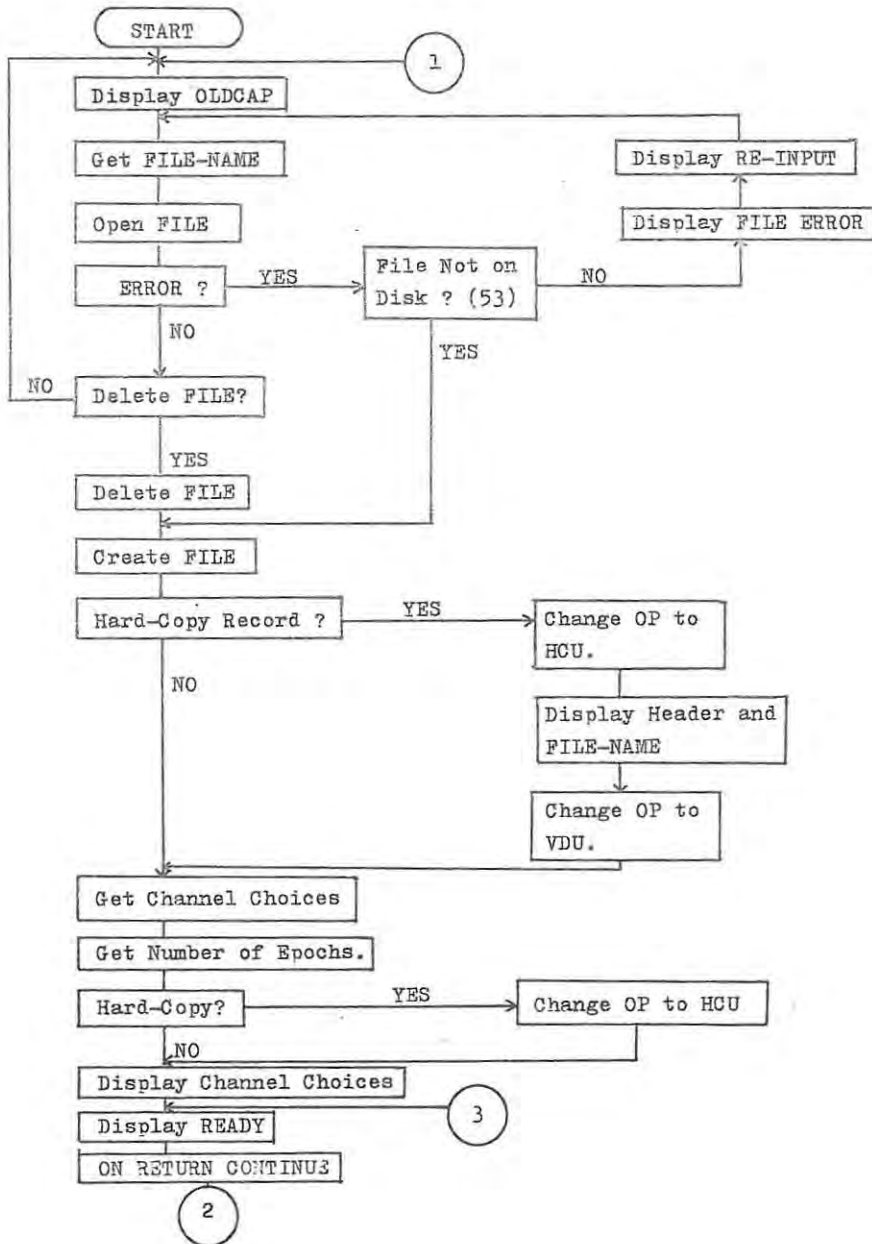 START
1
Display OLDCAP
Get FILE-NAME
Display RE-INPUT
Open FILE
Display FILE ERROR
ERROR ?
YES
File Not on
Disk ? (53)
NO
NO
YES
NO
Delete FILE?
YES
Delete FILE
Create FILE
Hard-Copy Record ?
YES
Change OP to
HCU.
NO
Display Header and
FILE-NAME
Change OP to
VDU.
Get Channel Choices
Get Number of Epochs.
Hard-Copy?
YES
Change OP to HCU
NO
Display Channel Choices
3
Display READY
ON RETURN CONTINUE
2